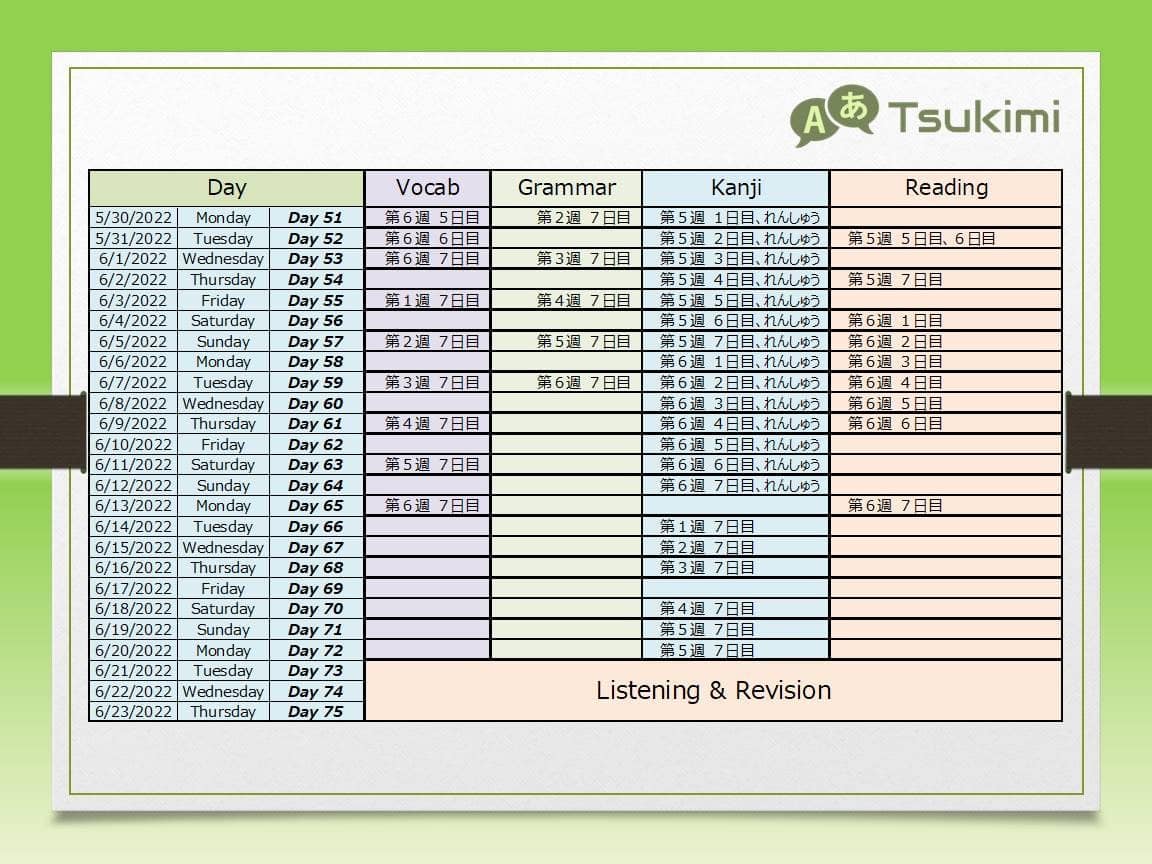 Aあ Tsukimi
Day Vocab Grammar Kanji Reading
5/30/2022 Monday Day 51 第6週 5日目 第2週 7日目 第5週 1日目、れんしゅう
5/31/2022 Tuesday Day 52 第6週 6日目 第5週 2日目、れんしゅう 第5週 5日目、6日目
6/1/2022 Wednesday Day 53 第6週 7日目 第3週 7日目 第5週 3日目、れんしゅう
6/2/2022 Thursday Day 54 第5週 4日目、れんしゅう 第5週 7日目
6/3/2022 Friday Day 55 第1週 7日目 第4週 7日目 第5週 5日目、れんしゅう
6/4/2022 Saturday Day 56 第5週 6日目、れんしゅう 第6週 1日目
6/5/2022 Sunday Day 57 第2週 7日目 第5週 7日目 第5週 7日目、れんしゅう 第6週 2日目
6/6/2022 Monday Day 58 第6週 1日目、れんしゅう 第6週 3日目
6/7/2022 Tuesday Day 59 第3週 7日目 第6週 7日目 第6週 2日目、れんしゅう 第6週 4日目
6/8/2022 Wednesday Day 60 第6週 3日目、れんしゅう 第6週 5日目
6/9/2022 Thursday Day 61 第4週 7日目 第6週 4日目、れんしゅう 第6週 6日目
6/10/2022 Friday Day 62 第6週 5日目、れんしゅう
6/11/2022 Saturday Day 63 第5週 7日目 第6週 6日目、れんしゅう
6/12/2022 Sunday Day 64 第6週 7日目、れんしゅう
6/13/2022 Monday Day 65 第6週 7日目 第6週 7日目
6/14/2022 Tuesday Day 66 第1週 7日目
6/15/2022 Wednesday Day 67 第2週 7日目
6/16/2022 Thursday Day 68 第3週 7日目
6/17/2022 Friday Day 69
6/18/2022 Saturday Day 70 第4週 7日目
6/19/2022 Sunday Day 71 第5週 7日目
6/20/2022 Monday Day 72 第5週 7日目
6/21/2022 Tuesday Day 73
6/22/2022 Wednesday Day 74 Listening & Revision
6/23/2022 Thursday Day 75